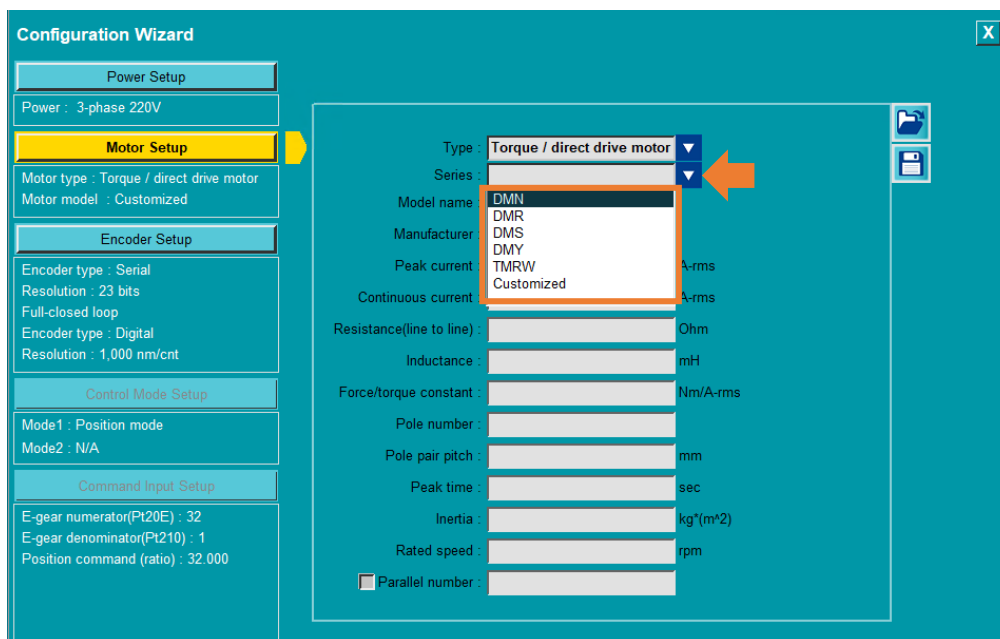 Configuration Wizard
X
Power Setup
Power : 3-phase 220V
Motor Setup
Motor type : Torque / direct drive motor
Motor model : Customized
Encoder Setup
Encoder type : Serial
Resolution : 23 bits
Full-closed loop
Encoder type : Digital
Resolution : 1,000 nm/cnt
Control Mode Setup
Mode1 : Position mode
Mode2 : N/A
Command Input Setup
E-gear numerator(Pt20E) : 32
E-gear denominator(Pt210) : 1
Position command (ratio) : 32.000
Type : Torque / direct drive motor
Series :
Model name :
DMN
DMR
DMS
DMY
TMRW
Customized
Manufacturer :
Peak current : A-rms
Continuous current : A-rms
Resistance(line to line) : Ohm
Inductance : mH
Force/torque constant : Nm/A-rms
Pole number :
Pole pair pitch : mm
Peak time : sec
Inertia : kg*(m^2)
Rated speed : rpm
Parallel number :